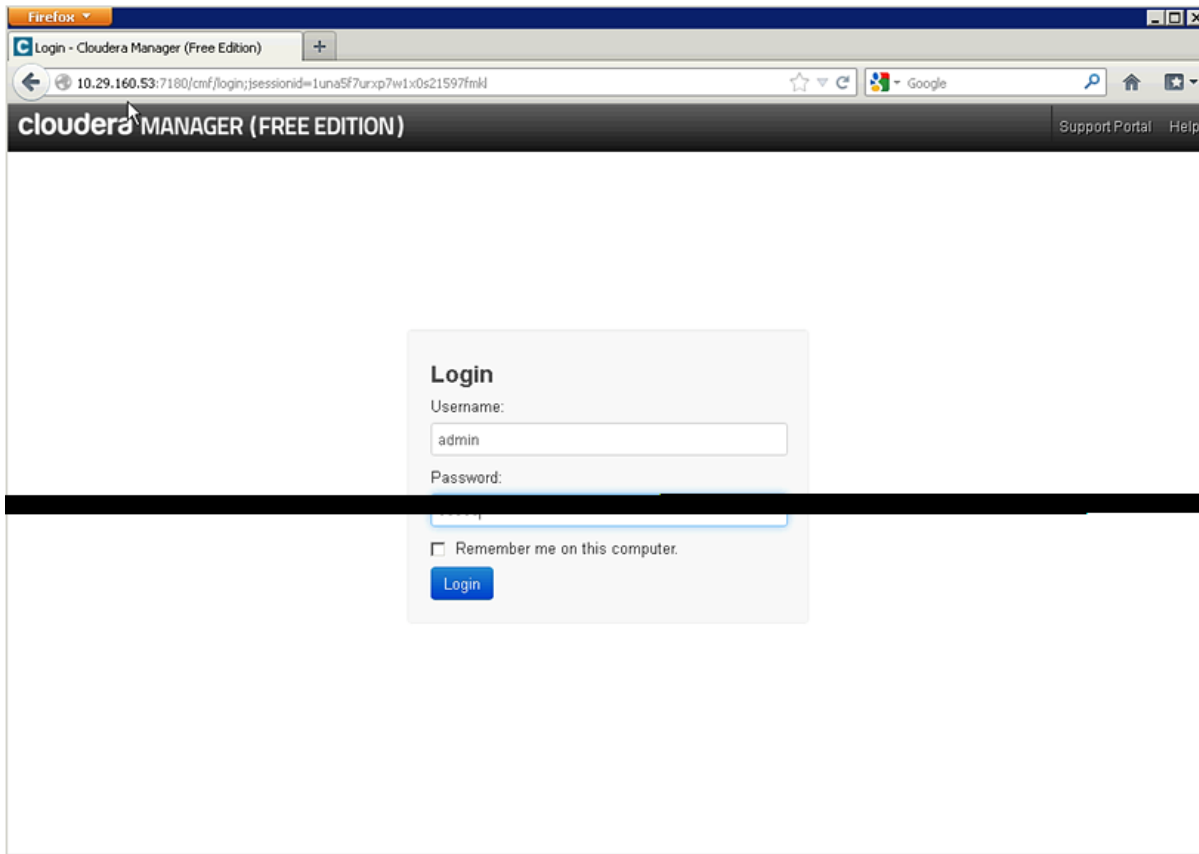 Firefox
Login - Cloudera Manager (Free Edition)
10.29.160.53:7180/cmf/login;jsessionid=1una5f7urxp7w1x0s21597fmkl
Google
cloudera MANAGER (FREE EDITION)
Support Portal Help
Login
Username:
admin
Password:
Remember me on this computer.
Login